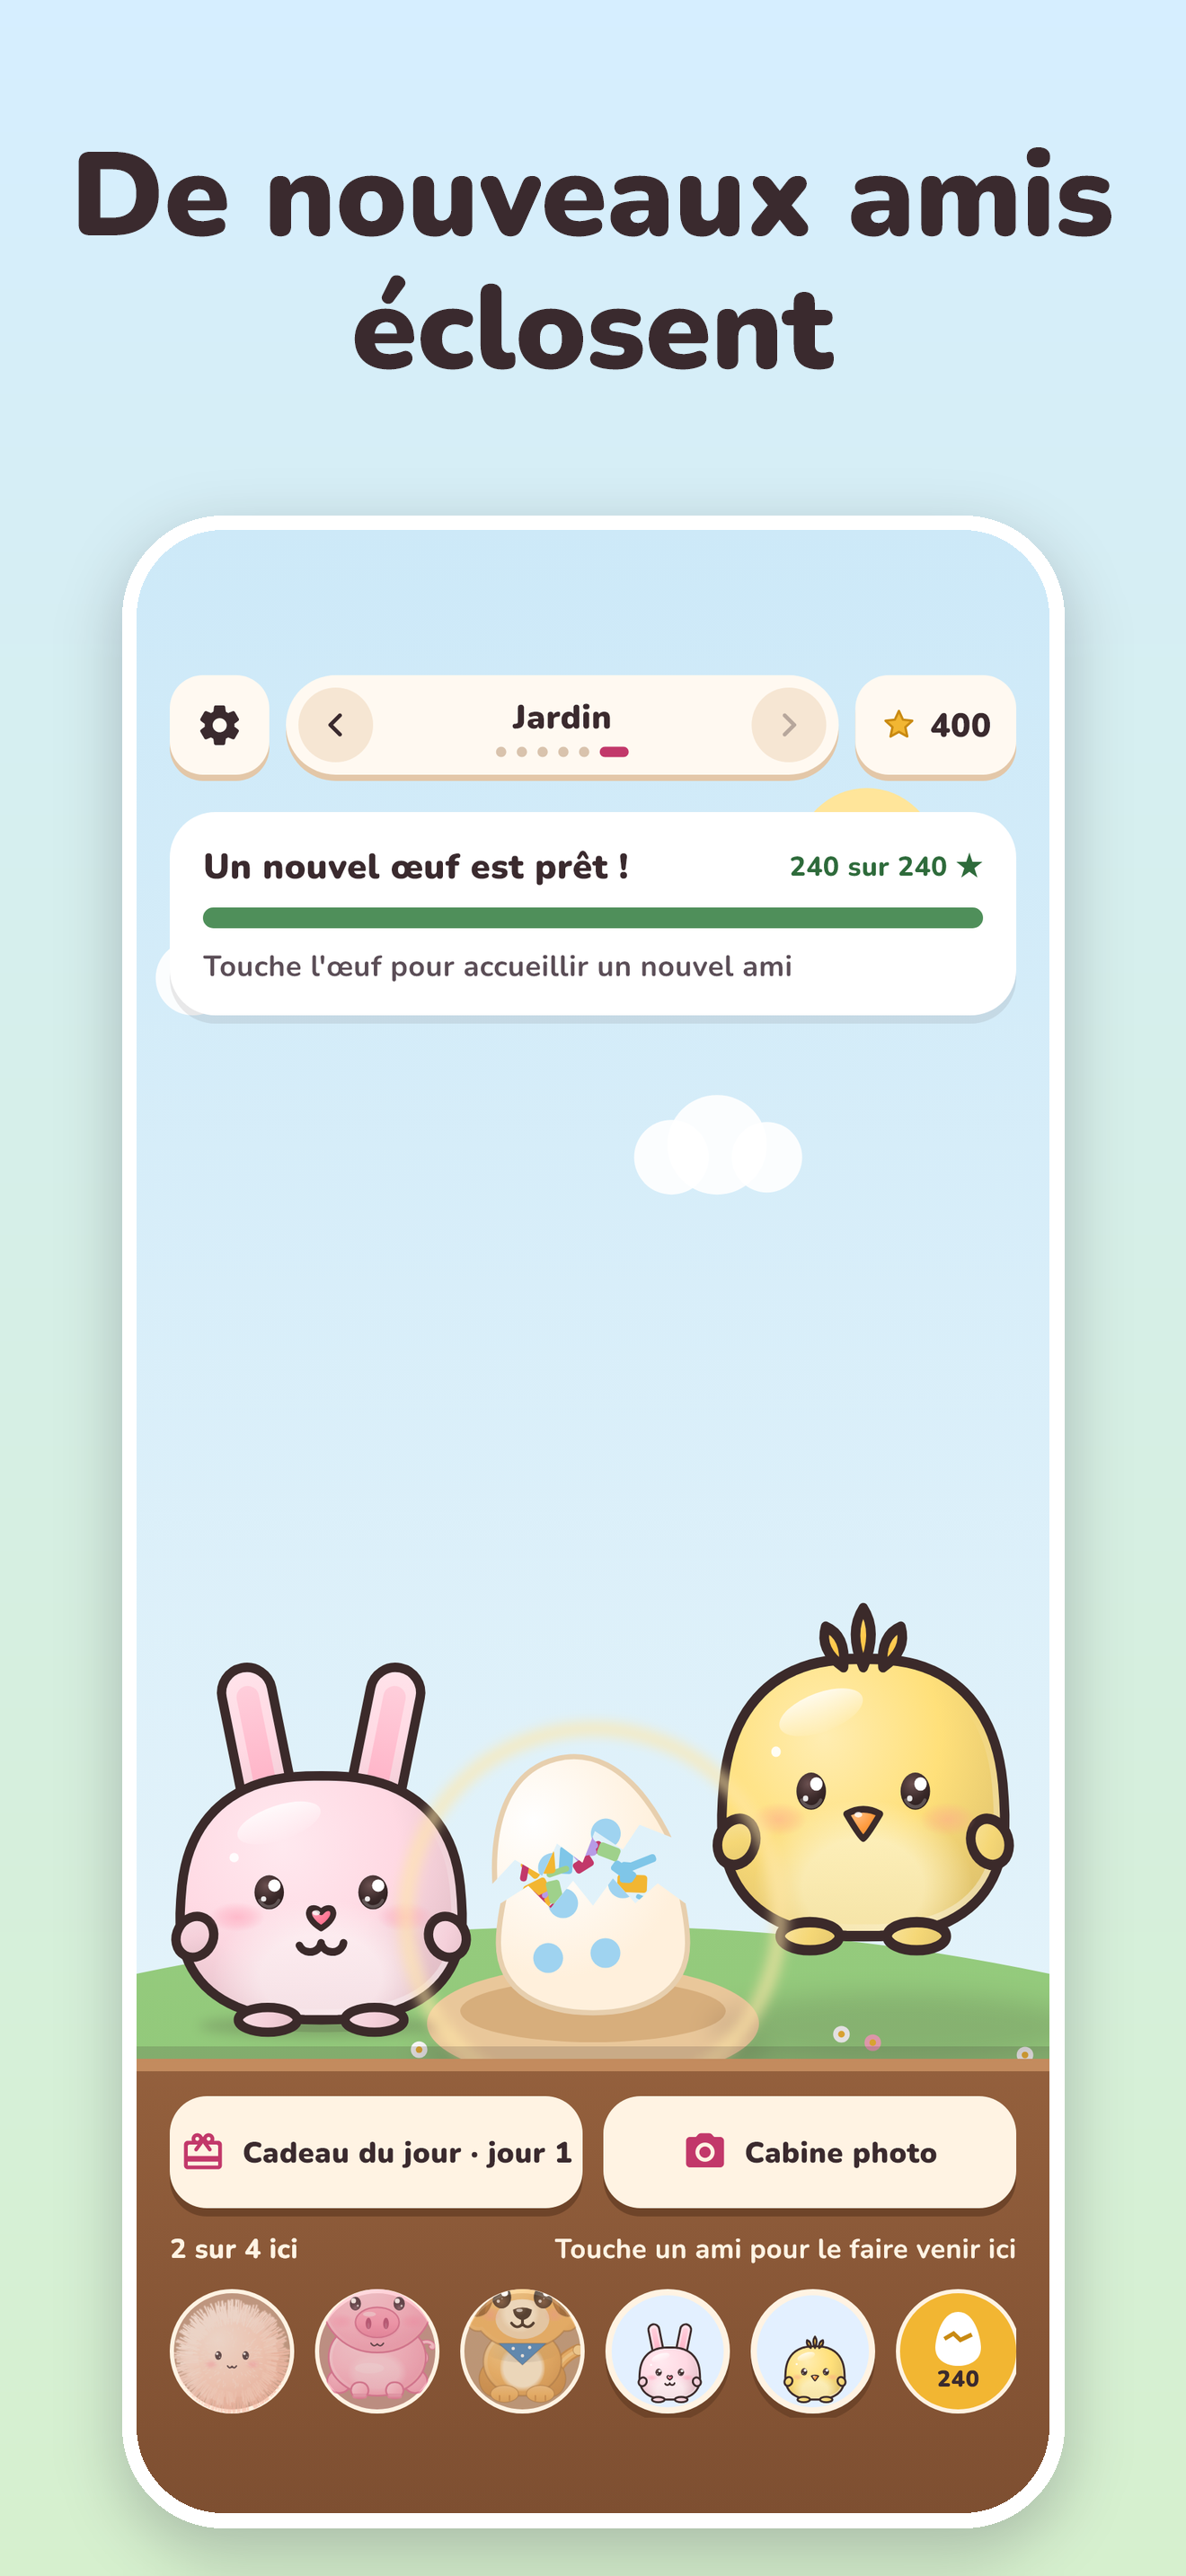 De nouveaux amis
éclosent
Jardin
400
Un nouvel œuf est prêt !
240 sur 240 ★
Touche l'œuf pour accueillir un nouvel ami
Cadeau du jour · jour 1
Cabine photo
2 sur 4 ici
Touche un ami pour le faire venir ici
240